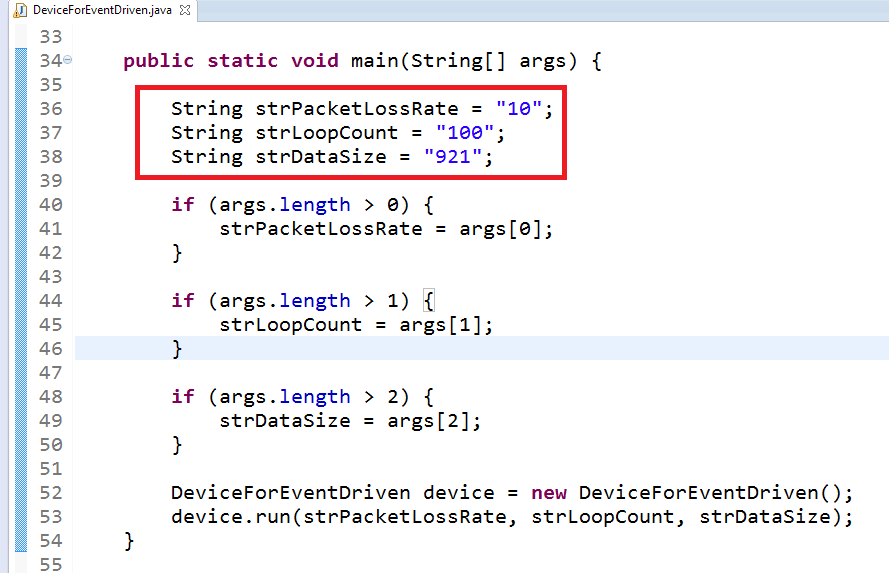 DeviceForEventDriven.java
33
34 public static void main(String[] args) {
35
36 String strPacketLossRate = "10";
37 String strLoopCount = "100";
38 String strDataSize = "921";
39
40 if (args.length > 0) {
41 strPacketLossRate = args[0];
42 }
43
44 if (args.length > 1) {
45 strLoopCount = args[1];
46 }
47
48 if (args.length > 2) {
49 strDataSize = args[2];
50 }
51
52 DeviceForEventDriven device = new DeviceForEventDriven();
53 device.run(strPacketLossRate, strLoopCount, strDataSize);
54 }
55